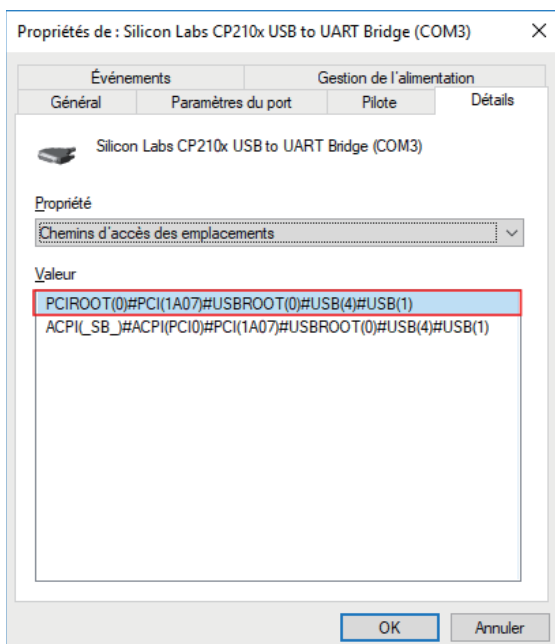 Propriétés de : Silicon Labs CP210x USB to UART Bridge (COM3)
Événements Gestion de l'alimentation
Général Paramètres du port Pilote Détails
Silicon Labs CP210x USB to UART Bridge (COM3)
Propriété
Chemins d'accès des emplacements
Valeur
PCIROOT(0)#PCI(1A07)#USBROOT(0)#USB(4)#USB(1)
ACPI(_SB_)#ACPI(PCI0)#PCI(1A07)#USBROOT(0)#USB(4)#USB(1)
OK Annuler